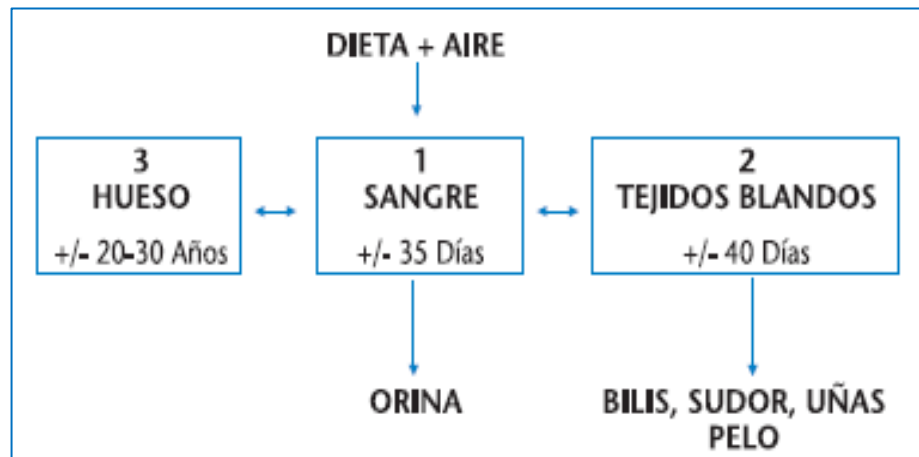 DIETA + AIRE
3
HUESO
+/- 20-30 Años
1
SANGRE
+/- 35 Días
2
TEJIDOS BLANDOS
+/- 40 Días
ORINA
BILIS, SUDOR, UÑAS
PELO